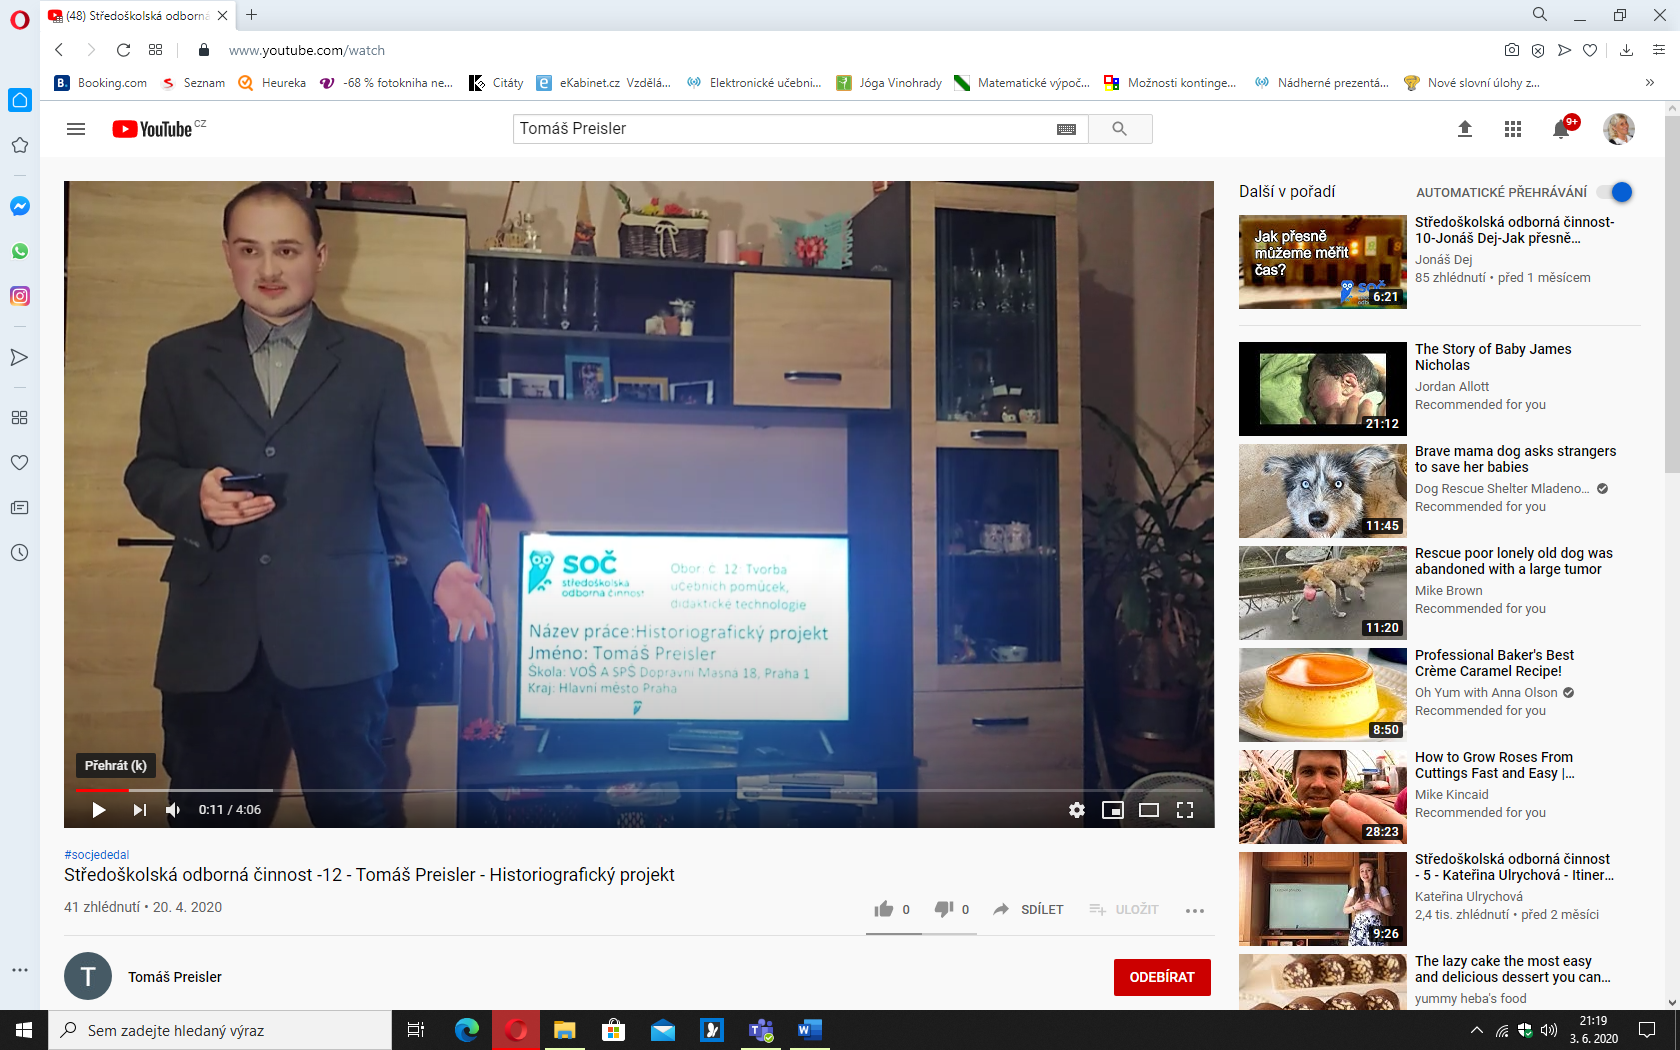 (48) Středoškolská odborná
www.youtube.com/watch
Booking.com
Seznam
Heureka
-68 % fotokniha ne...
Citáty
eKabinet.cz Vzdělá...
Elektronické učebni...
Jóga Vinohrady
Matematické výpoč...
Možnosti kontinge...
Nádherné prezentá...
Nové slovní úlohy z...
»
YouTube CZ
Tomáš Preisler
9+
SOČ
středoškolská
odborná činnost
Obor: č. 12: Tvorba
učebních pomůcek,
didaktické technologie
Název práce:Historiografický projekt
Jméno: Tomáš Preisler
Škola: VOŠ A SPŠ Dopravní Masná 18, Praha 1
Kraj: Hlavní město Praha
Přehrát (k)
0:11 / 4:06
#socjededal
Středoškolská odborná činnost -12 - Tomáš Preisler - Historiografický projekt
41 zhlédnutí • 20. 4. 2020
0
0
SDÍLET
ULOŽIT
T
Tomáš Preisler
ODEBÍRAT
Další v pořadí
AUTOMATICKÉ PŘEHRÁVÁNÍ
Jak přesně
můžeme měřit
čas?
SOČ
6:21
Středoškolská odborná činnost-
10-Jonáš Dej-Jak přesně...
Jonáš Dej
85 zhlédnutí • před 1 měsícem
21:12
The Story of Baby James
Nicholas
Jordan Allott
Recommended for you
11:45
Brave mama dog asks strangers
to save her babies
Dog Rescue Shelter Mladeno...
Recommended for you
11:20
Rescue poor lonely old dog was
abandoned with a large tumor
Mike Brown
Recommended for you
8:50
Professional Baker's Best
Crème Caramel Recipe!
Oh Yum with Anna Olson
Recommended for you
28:23
How to Grow Roses From
Cuttings Fast and Easy |...
Mike Kincaid
Recommended for you
9:26
Středoškolská odborná činnost
- 5 - Kateřina Ulrychová - Itiner...
Kateřina Ulrychová
2,4 tis. zhlédnutí • před 2 měsíci
The lazy cake the most easy
and delicious dessert you can...
yummy heba's food
Sem zadejte hledaný výraz
21:19
3. 6. 2020